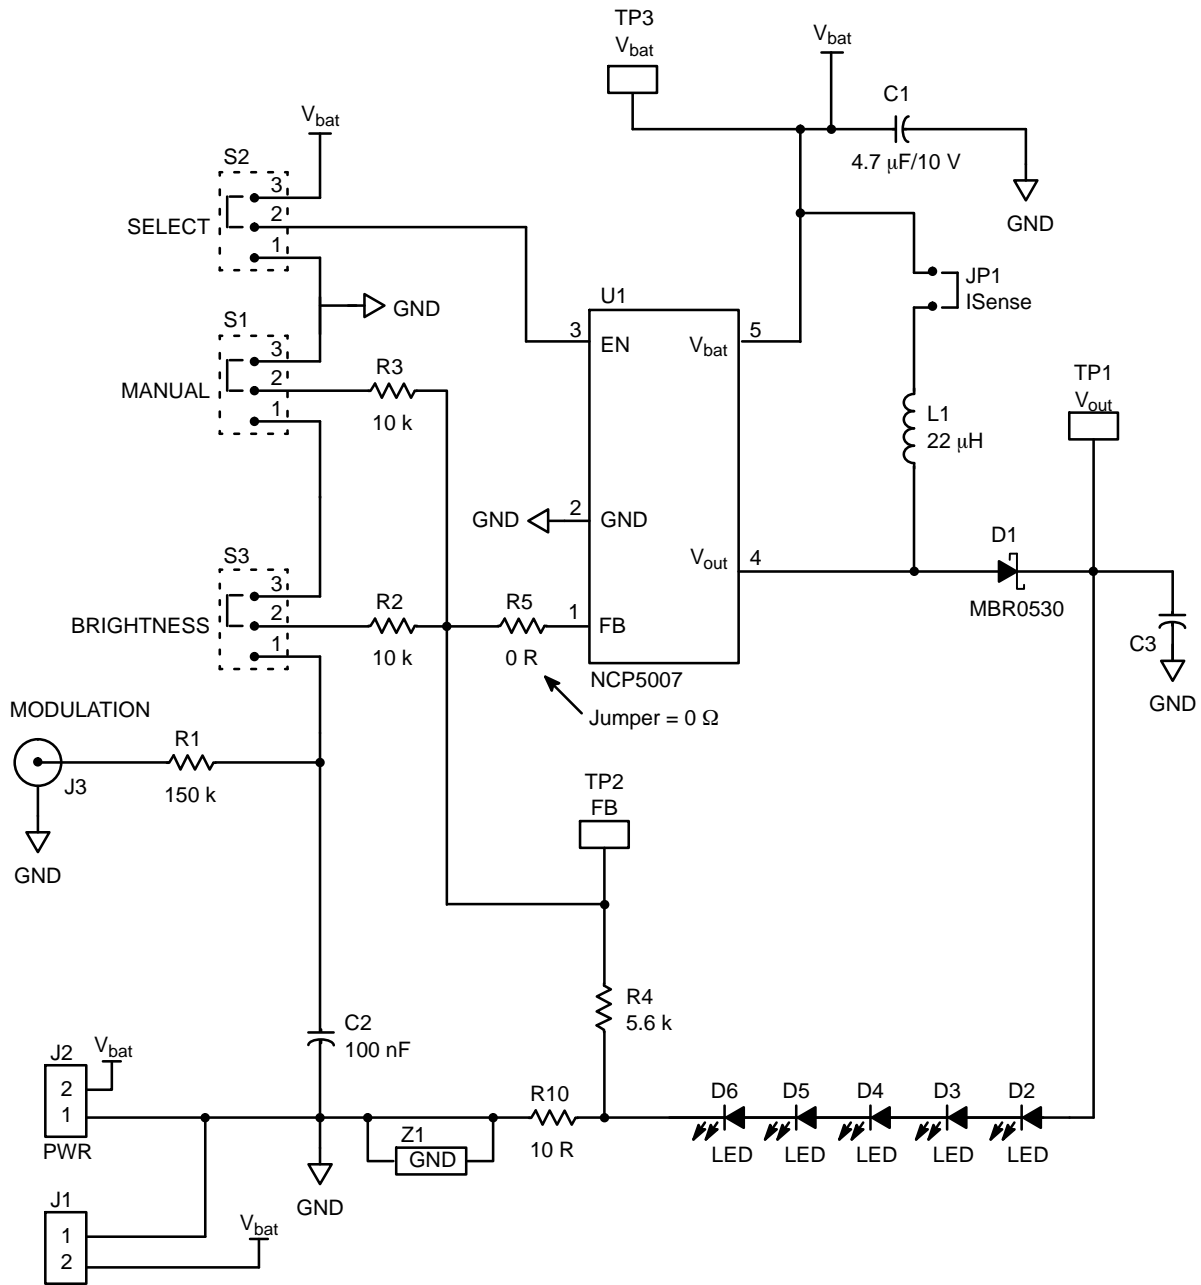 TP3
Vbat
Vbat
C1
4.7 μF/10 V
GND
Vbat
S2
3
2
1
SELECT
GND
S1
3
2
1
MANUAL
R3
10 k
U1
3
EN
Vbat
5
JP1
ISense
L1
22 μH
TP1
Vout
GND
2
GND
Vout
4
D1
MBR0530
C3
GND
S3
3
2
1
BRIGHTNESS
R2
10 k
R5
0 R
1
FB
NCP5007
Jumper = 0 Ω
MODULATION
J3
R1
150 k
GND
TP2
FB
R4
5.6 k
C2
100 nF
J2
Vbat
2
1
PWR
R10
10 R
Z1
GND
GND
D6
D5
D4
D3
D2
LED
LED
LED
LED
LED
J1
1
2
Vbat